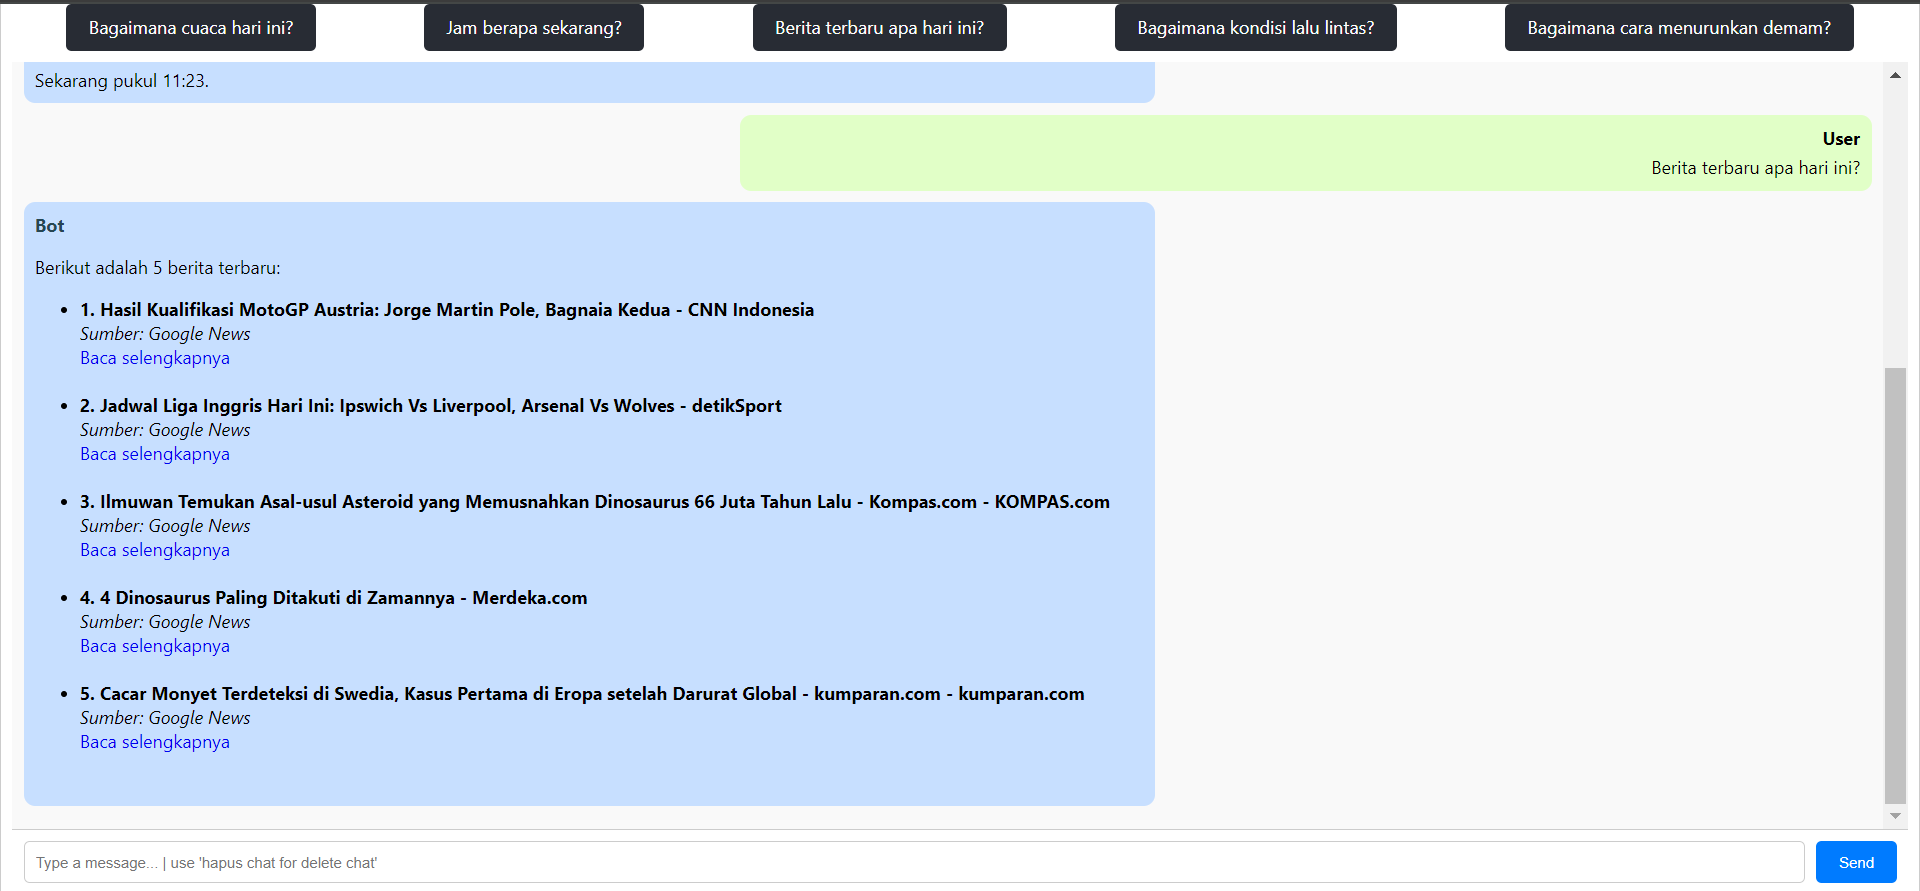 Bagaimana cuaca hari ini?
Jam berapa sekarang?
Berita terbaru apa hari ini?
Bagaimana kondisi lalu lintas?
Bagaimana cara menurunkan demam?
Sekarang pukul 11:23.
User
Berita terbaru apa hari ini?
Bot
Berikut adalah 5 berita terbaru:
• 1. Hasil Kualifikasi MotoGP Austria: Jorge Martin Pole, Bagnaia Kedua - CNN Indonesia
Sumber: Google News
Baca selengkapnya
• 2. Jadwal Liga Inggris Hari Ini: Ipswich Vs Liverpool, Arsenal Vs Wolves - detikSport
Sumber: Google News
Baca selengkapnya
• 3. Ilmuwan Temukan Asal-usul Asteroid yang Memusnahkan Dinosaurus 66 Juta Tahun Lalu - Kompas.com - KOMPAS.com
Sumber: Google News
Baca selengkapnya
• 4. 4 Dinosaurus Paling Ditakuti di Zamannya - Merdeka.com
Sumber: Google News
Baca selengkapnya
• 5. Cacar Monyet Terdeteksi di Swedia, Kasus Pertama di Eropa setelah Darurat Global - kumparan.com - kumparan.com
Sumber: Google News
Baca selengkapnya
Type a message... | use 'hapus chat for delete chat'
Send